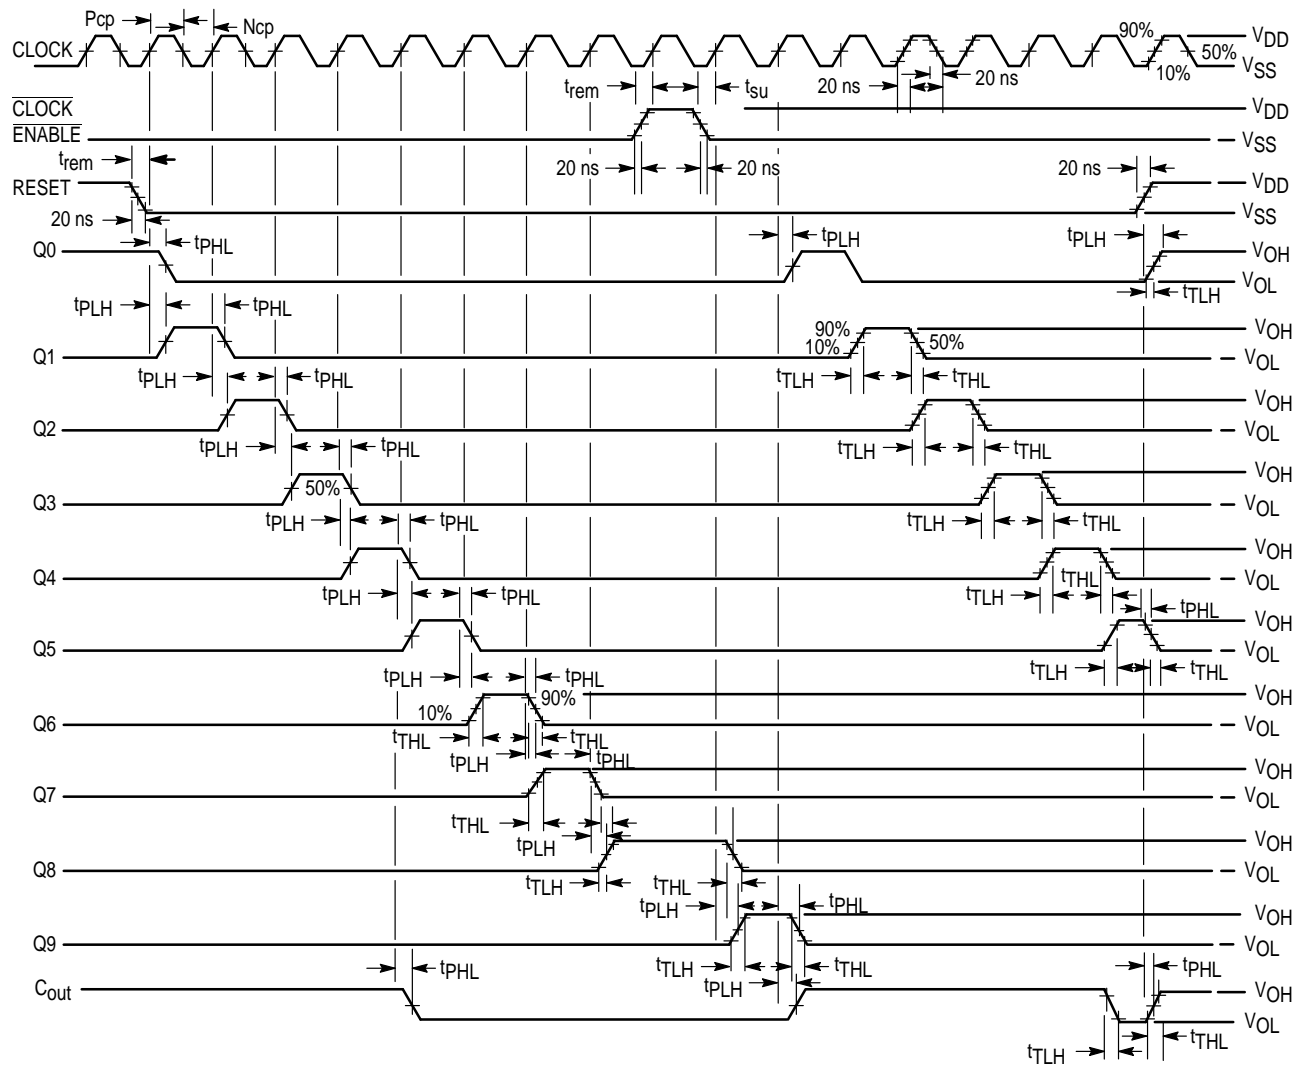 Pcp Ncp
CLOCK 90% 50% 10% VDD VSS
trem tsu 20 ns 20 ns
CLOCK VDD
ENABLE VSS
trem 20 ns 20 ns 20 ns
RESET VDD
20 ns VSS
tPHL tPLH tPLH
Q0 VOH
VOL
tTLH
tPLH tPHL
90% 50% VOH
Q1 10% VOL
tPLH tPHL tTLH tTHL
VOH
Q2 VOL
tPLH tPHL tTLH tTHL
VOH
50%
Q3 VOL
tPLH tPHL tTLH tTHL
VOH
Q4 tTHL VOL
tPLH tPHL tTLH tPHL
VOH
Q5 VOL
tPLH tPHL tTLH tTHL
90% VOH
10%
Q6 VOL
tTHL tTHL
tPLH tPHL
VOH
Q7 VOL
tTHL tPLH
VOH
Q8 VOL
tTLH tTHL
tPLH tPHL
VOH
Q9 VOL
tPHL tTLH tTHL tPHL
tPLH
Cout VOH
VOL
tTLH tTHL